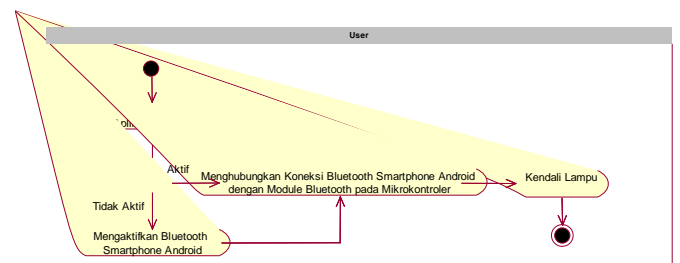 User
Aktif
Menghubungkan Koneksi Bluetooth Smartphone Android
dengan Module Bluetooth pada Mikrokontroler
Kendali Lampu
Tidak Aktif
Mengaktifkan Bluetooth
Smartphone Android